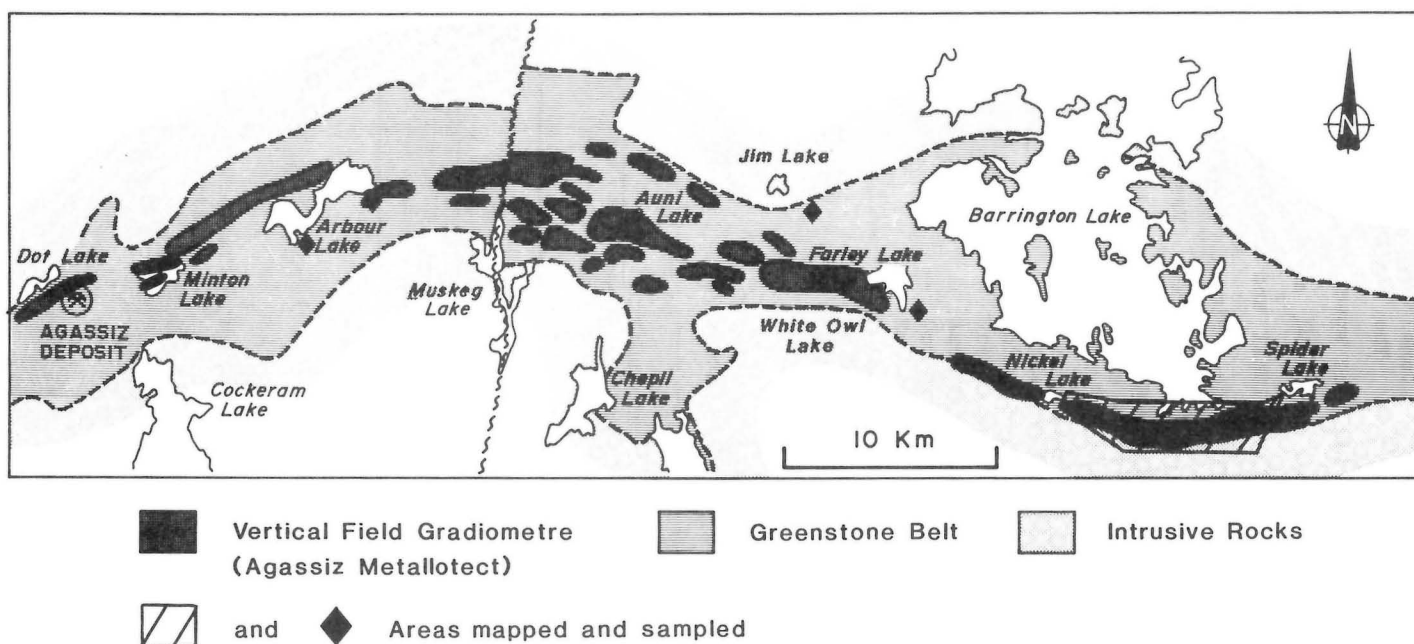 Jim Lake
N
Auni
Lake
Barrington Lake
Arbour
Lake
Dot Lake
Farley Lake
Minton
Lake
Muskeg
Lake
AGASSIZ
DEPOSIT
White Owl
Lake
Nickel
Lake
Spider
Lake
Chepil
Lake
Cockeram
Lake
10 Km
Vertical Field Gradiometre
(Agassiz Metallotect)
Greenstone Belt
Intrusive Rocks
and
Areas mapped and sampled